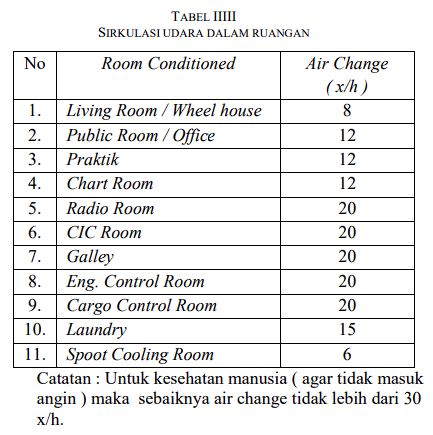 TABEL IIIII
SIRKULASI UDARA DALAM RUANGAN
No Room Conditioned Air Change
( x/h )
1. Living Room / Wheel house 8
2. Public Room / Office 12
3. Praktik 12
4. Chart Room 12
5. Radio Room 20
6. CIC Room 20
7. Galley 20
8. Eng. Control Room 20
9. Cargo Control Room 20
10. Laundry 15
11. Spoot Cooling Room 6
Catatan : Untuk kesehatan manusia ( agar tidak masuk
angin ) maka sebaiknya air change tidak lebih dari 30
x/h.